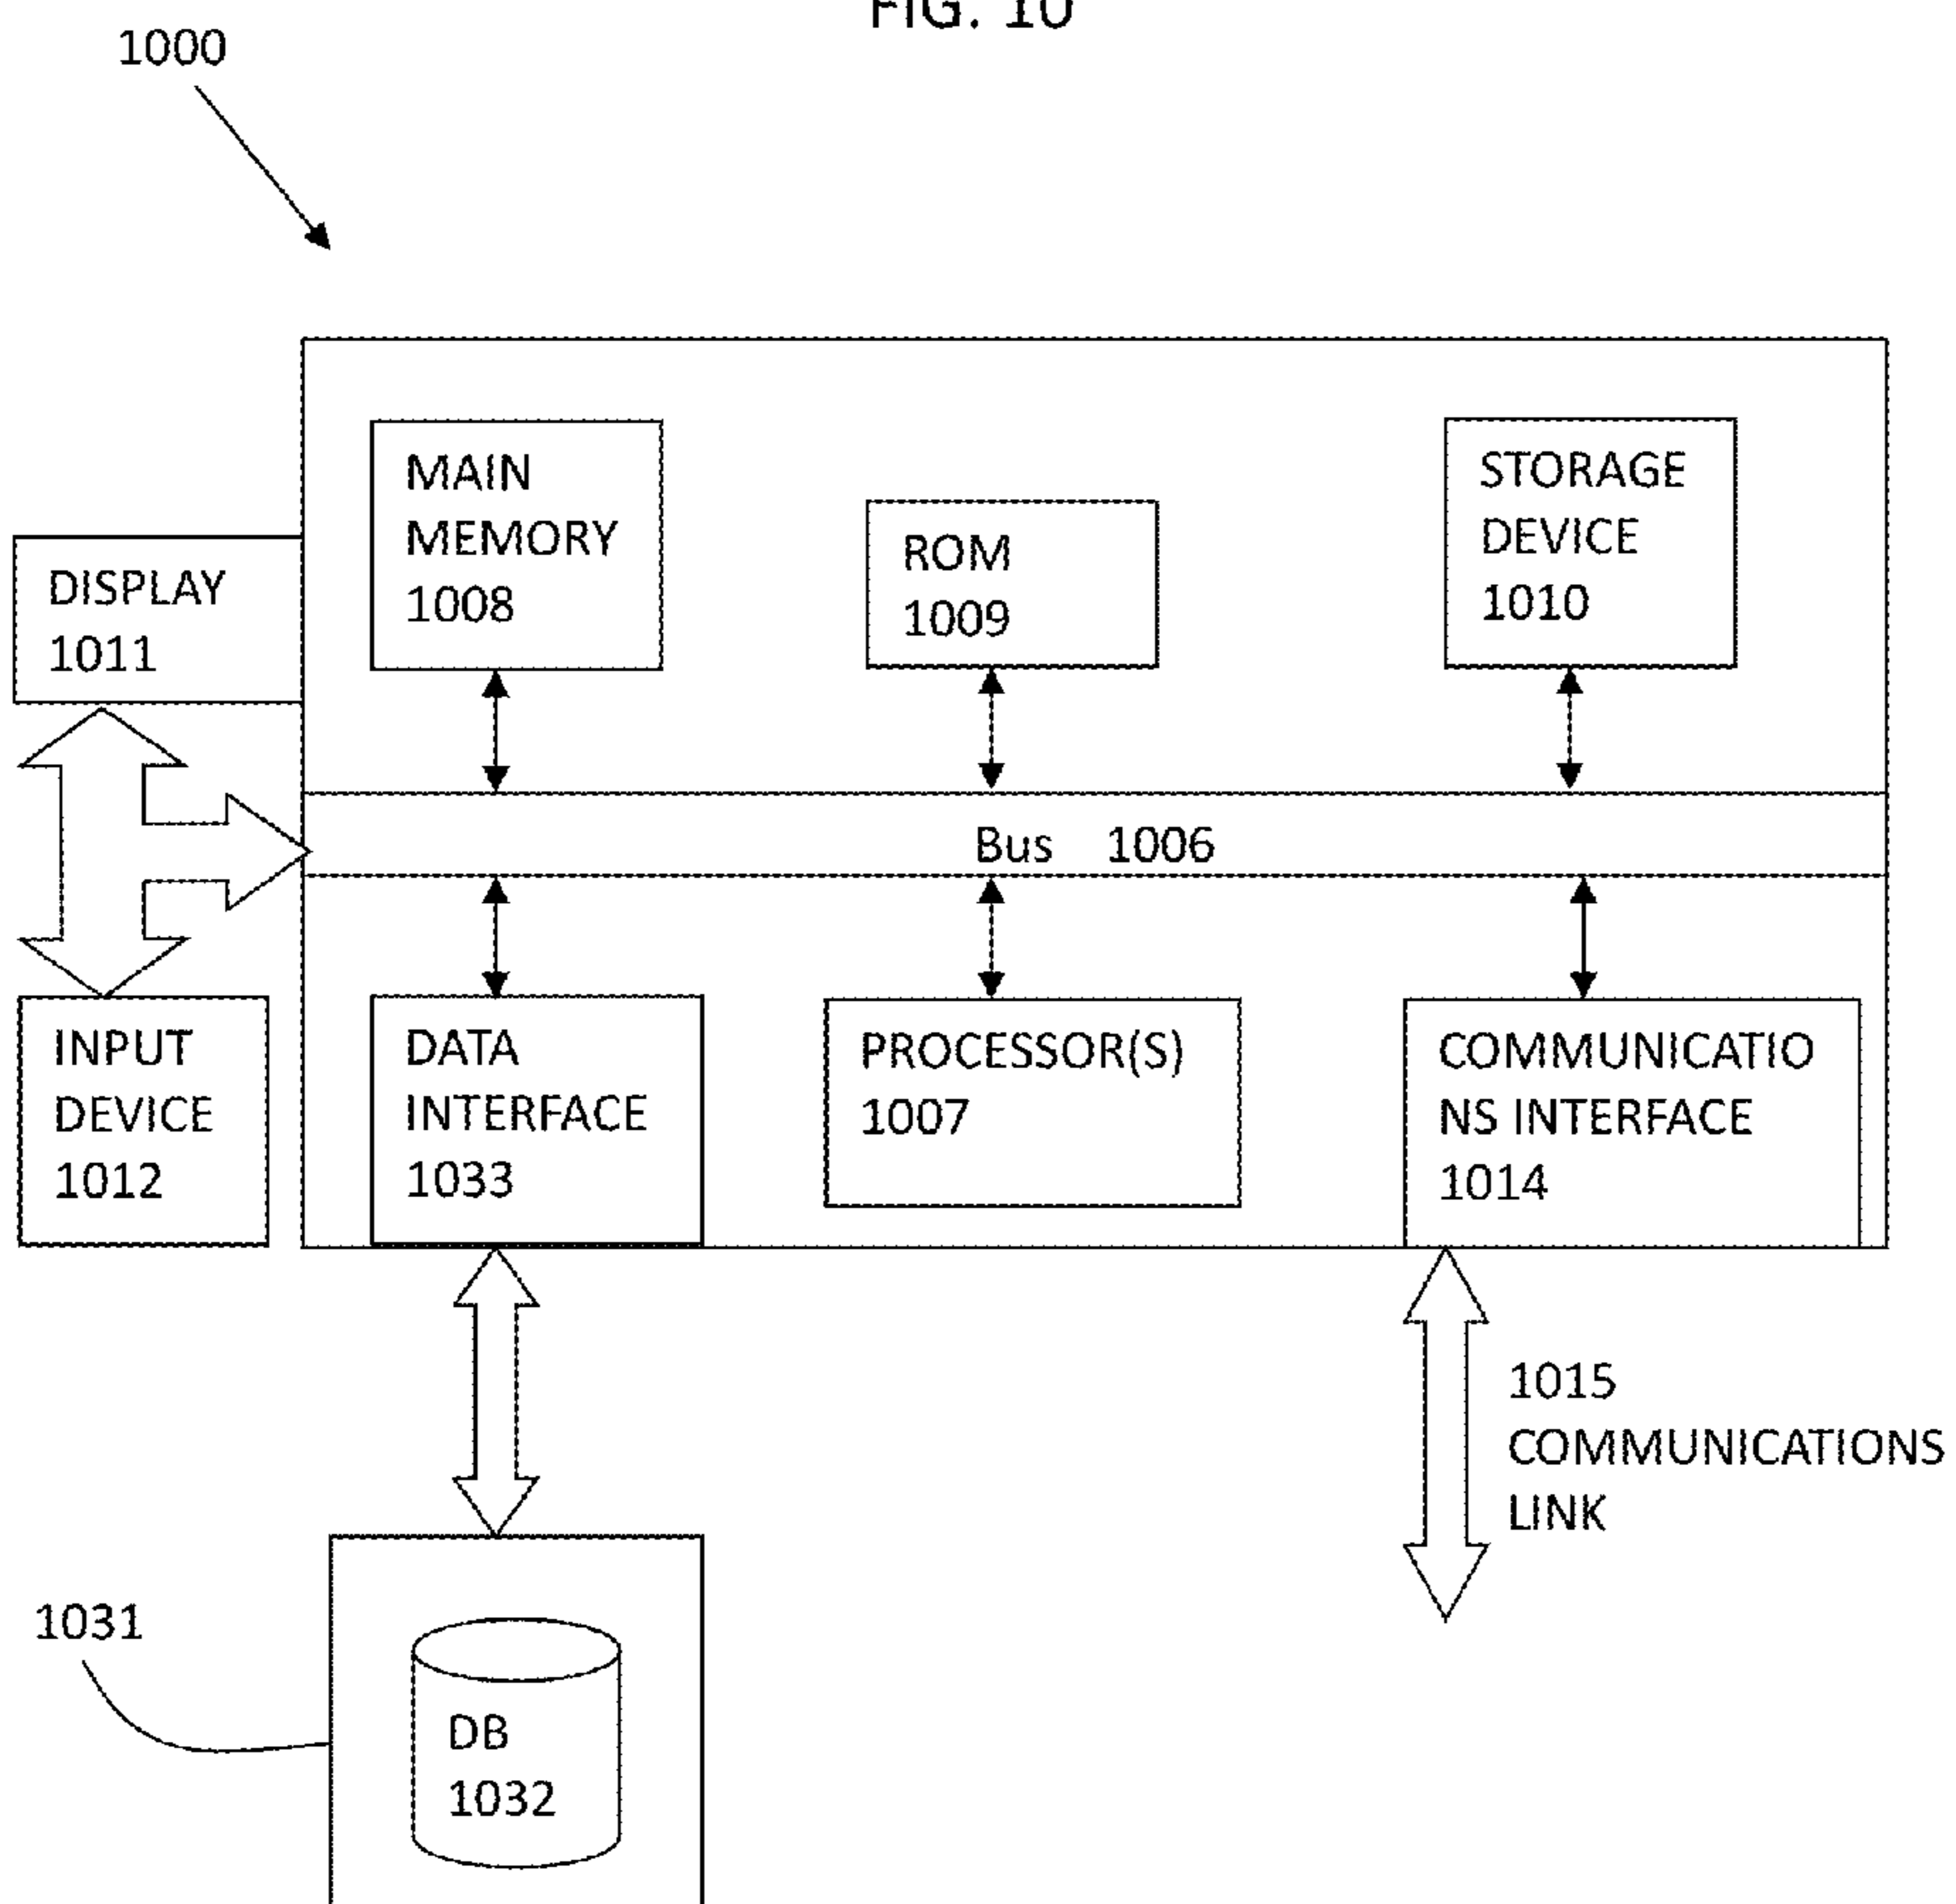 FIG. 10
1000
MAIN
MEMORY
1008
ROM
1009
STORAGE
DEVICE
1010
DISPLAY
1011
Bus 1006
INPUT
DEVICE
1012
DATA
INTERFACE
1033
PROCESSOR(S)
1007
COMMUNICATIO
NS INTERFACE
1014
1015
COMMUNICATIONS
LINK
1031
DB
1032